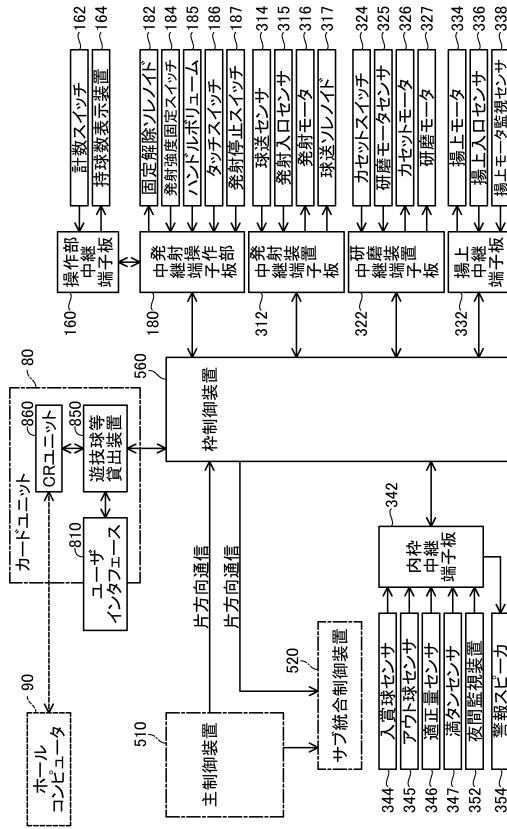 90
ホール
コンピュータ
カードユニット
80
CRユニット
860
遊技球等
貸出装置
850
ユーザ
インタフェース
810
510
主制御装置
片方向通信
片方向通信
サブ統合制御装置
520
枠制御装置
560
操作部
中継
端子板
160
計数スイッチ
162
持球数表示装置
164
発射操作部
中継端子板
180
固定解除ソレノイド
182
発射強度固定スイッチ
184
ハンドルボリューム
185
タッチスイッチ
186
発射停止スイッチ
187
発射装置
中継端子板
312
球送センサ
314
発射入口センサ
315
発射モータ
316
球送ソレノイド
317
研磨装置
中継端子板
322
カセットスイッチ
324
研磨モータセンサ
325
カセットモータ
326
研磨モータ
327
揚上
中継
端子板
332
揚上モータ
334
揚上入口センサ
336
揚上モータ監視センサ
338
内枠
中継
端子板
342
入賞球センサ
344
アウト球センサ
345
適正量センサ
346
満タンセンサ
347
夜間監視装置
352
警報スピーカ
354